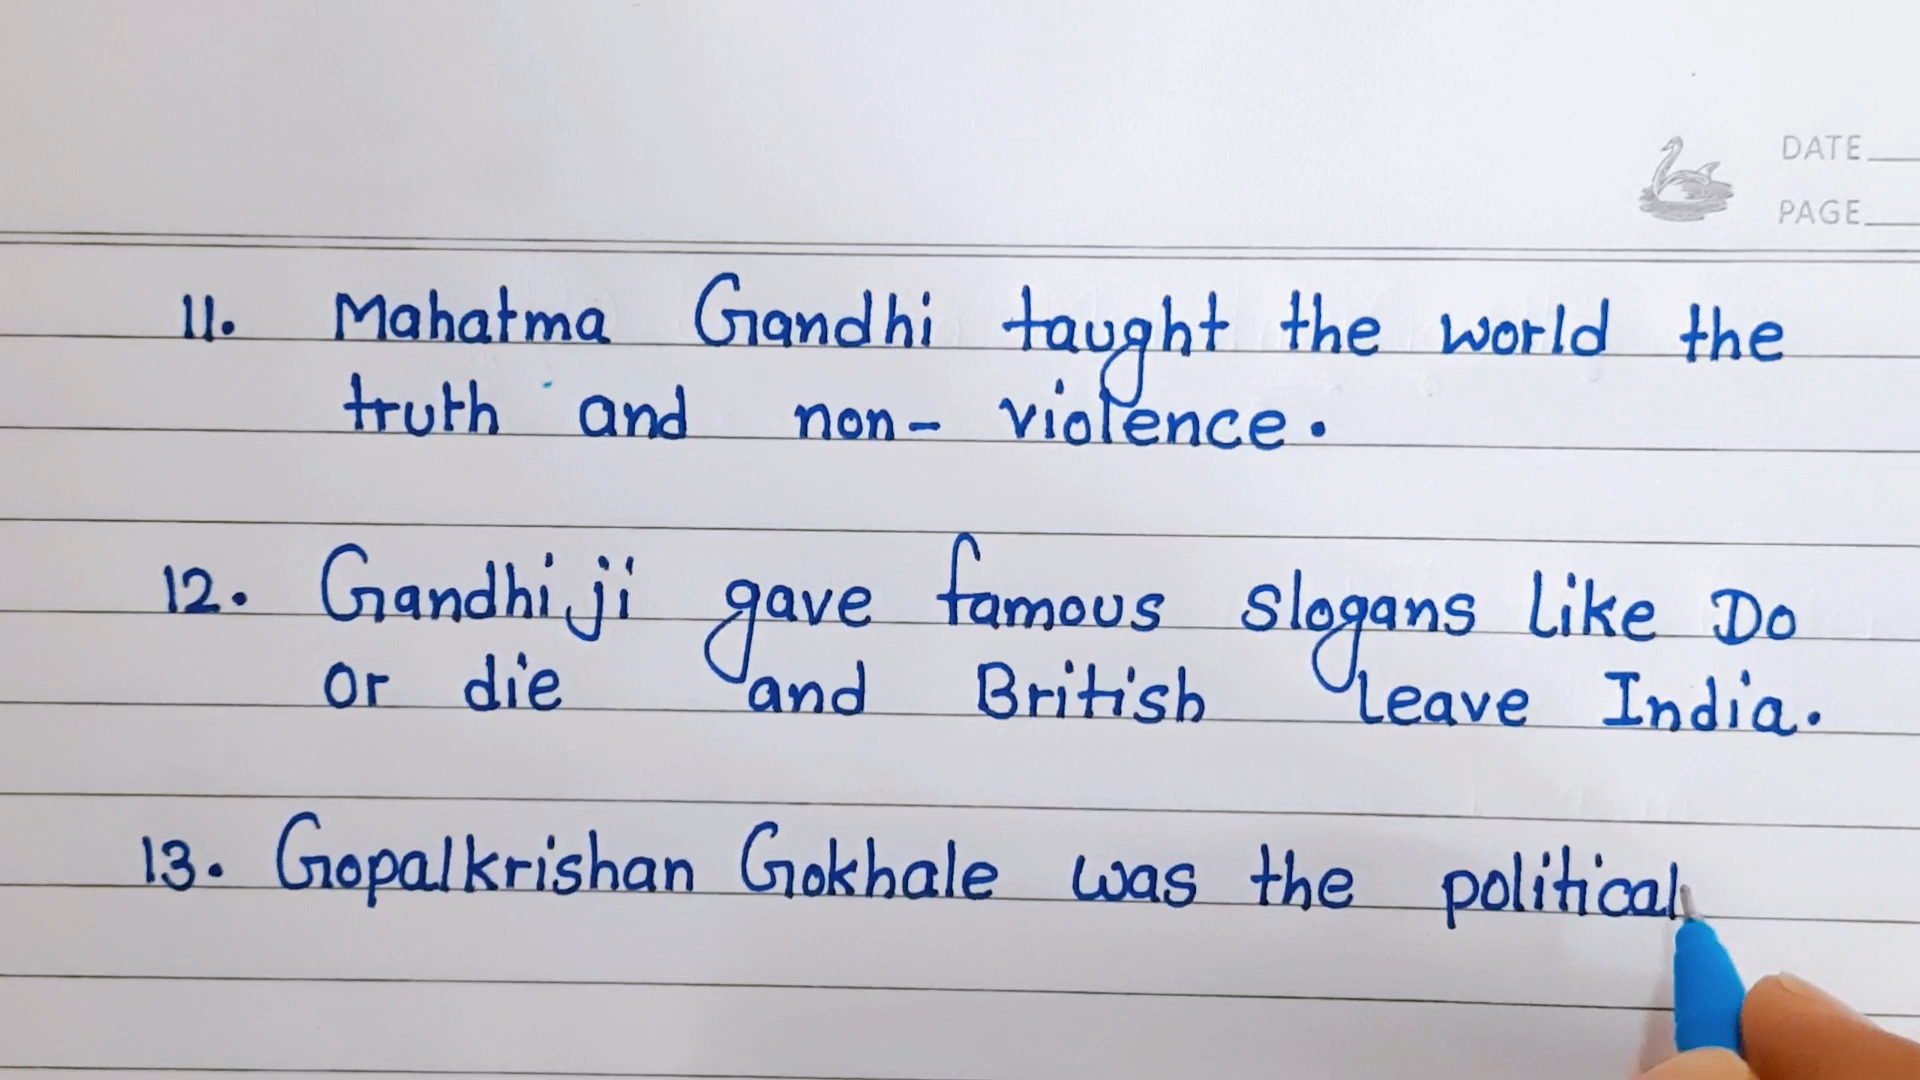 DATE
PAGE
11. Mahatma Gandhi taught the world the
truth and non- violence.
12. Gandhiji gave famous slogans like Do
or die and British leave India.
13. Gopalkrishan Gokhale was the political